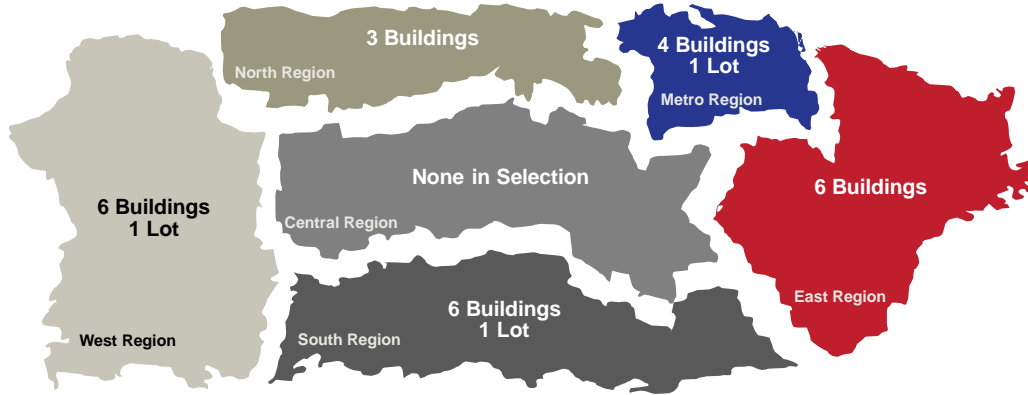 3 Buildings
North Region
4 Buildings
1 Lot
Metro Region
6 Buildings
1 Lot
West Region
None in Selection
Central Region
6 Buildings
East Region
6 Buildings
1 Lot
South Region